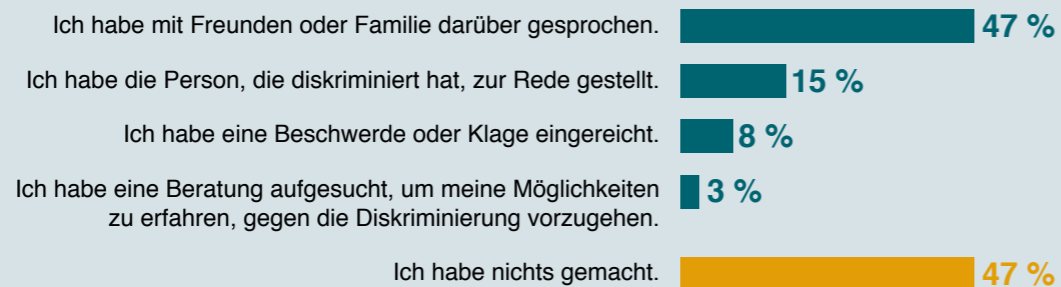 Ich habe mit Freunden oder Familie darüber gesprochen. 47 %
Ich habe die Person, die diskriminiert hat, zur Rede gestellt. 15 %
Ich habe eine Beschwerde oder Klage eingereicht. 8 %
Ich habe eine Beratung aufgesucht, um meine Möglichkeiten 3 %
zu erfahren, gegen die Diskriminierung vorzugehen.
Ich habe nichts gemacht. 47 %